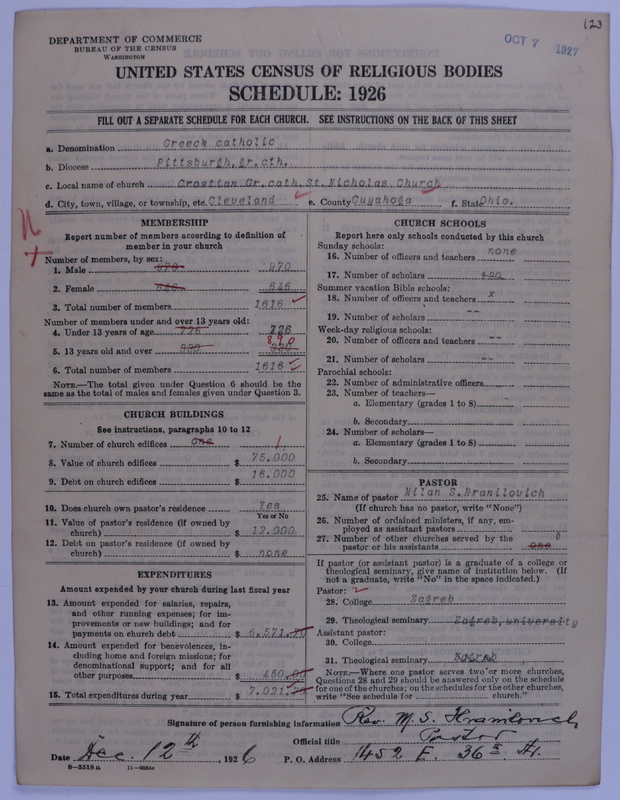 (23
OCT 7 1927
DEPARTMENT OF COMMERCE
BUREAU OF THE CENSUS
WASHINGTON
UNITED STATES CENSUS OF RELIGIOUS BODIES
SCHEDULE: 1926
FILL OUT A SEPARATE SCHEDULE FOR EACH CHURCH. SEE INSTRUCTIONS ON THE BACK OF THIS SHEET
a. Denomination Greeck catholic
b. Diocese Pittsburgh, gr. cth.
c. Local name of church Crostian Gr. cath. St. Nicholas Church
d. City, town, village, or township, etc. Cleveland e. County Cuyahoga f. State Ohio.
MEMBERSHIP
Report number of members according to definition of
member in your church
Number of members, by sex:
1. Male 970 970
2. Female 646 646
3. Total number of members 1616
Number of members under and over 13 years old:
4. Under 13 years of age 726 726
890
5. 13 years old and over
6. Total number of members 1616
NOTE.—The total given under Question 6 should be
the same as the total of males and females given under Question 3.
CHURCH BUILDINGS
See instructions, paragraphs 10 to 12
7. Number of church edifices One 1
8. Value of church edifices $ 75.000
9. Debt on church edifices $ 16.000
10. Does church own pastor's residence Yes
Yes or No
11. Value of pastor's residence (if owned by
church) $ 12.000
12. Debt on pastor's residence (if owned by
church) $ none
EXPENDITURES
Amount expended by your church during last fiscal year
13. Amount expended for salaries, repairs,
and other running expenses; for im-
provements or new buildings; and for
payments on church debt $ 6.571.70
14. Amount expended for benevolences, in-
cluding home and foreign missions; for
denominational support; and for all
other purposes $ 450.00
15. Total expenditures during year $ 7.021.
CHURCH SCHOOLS
Report here only schools conducted by this church
Sunday schools:
16. Number of officers and teachers none
17. Number of scholars
Summer vacation Bible schools:
18. Number of officers and teachers x
19. Number of scholars --
Week-day religious schools:
20. Number of officers and teachers --
21. Number of scholars --
Parochial schools:
22. Number of administrative officers
23. Number of teachers—
a. Elementary (grades 1 to 8)
b. Secondary
24. Number of scholars—
a. Elementary (grades 1 to 8)
b. Secondary
PASTOR
25. Name of pastor Milan S. Hranilovich
(If church has no pastor, write "None")
26. Number of ordained ministers, if any, em-
ployed as assistant pastors
27. Number of other churches served by the
pastor or his assistants one 0
If pastor (or assistant pastor) is a graduate of a college or
theological seminary, give name of institution below. (If
not a graduate, write "No" in the space indicated.)
Pastor:
28. College Zagreb
29. Theological seminary Zagreb, university
Assistant pastor:
30. College
31. Theological seminary Zagreb
NOTE.—Where one pastor serves two or more churches,
Questions 28 and 29 should be answered only on the schedule
for one of the churches; on the schedules for the other churches,
write "See schedule for church."
Signature of person furnishing information Rev. M. S. Hranilovich
Official title Pastor
Date Dec. 12th, 1926 P. O. Address 1452 E. 36 St.
8-5518a 11-9884c